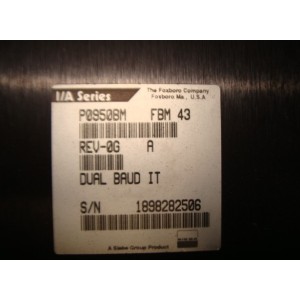 I/A Series
The Foxboro Company
Foxboro Ma., U.S.A.
P0950BM FBM 43
REV-0G A
DUAL BAUD IT
S/N 1898282506
A Siebe Group Product